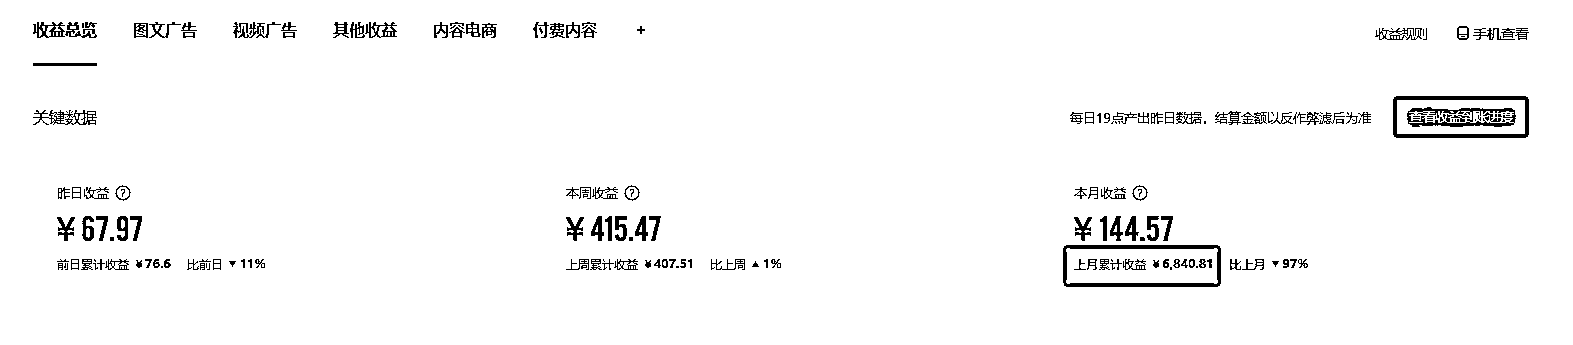 收益总览 图文广告 视频广告 其他收益 内容电商 付费内容 + 收益规则 手机查看
关键数据 每日19点产出昨日数据，结算金额以反作弊滤后为准 查看收益到账进度
昨日收益 ? 本周收益 ? 本月收益 ?
¥67.97 ¥415.47 ¥144.57
前日累计收益 ¥76.6 比前日 ▼11% 上周累计收益 ¥407.51 比上周 ▲1% 上月累计收益 ¥6,840.81 比上月 ▼97%